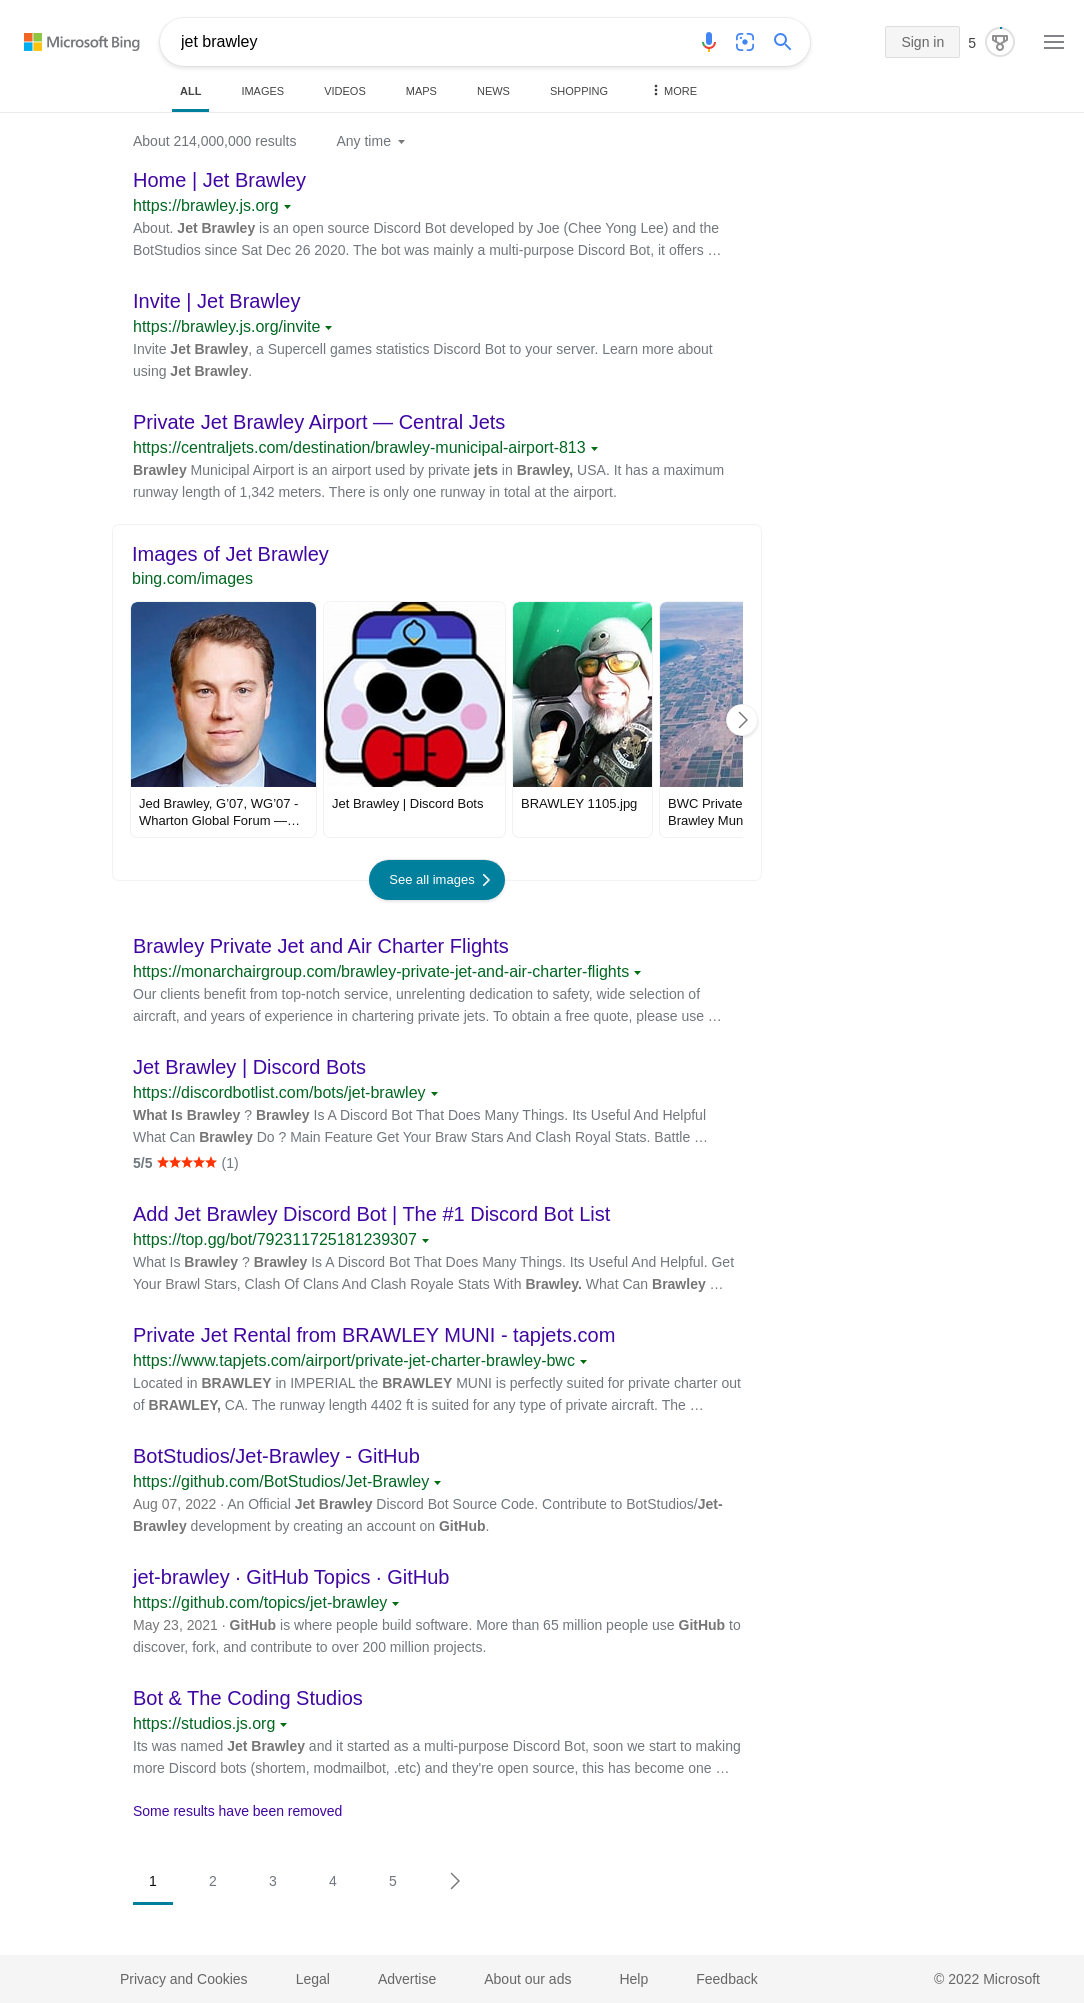 Microsoft Bing
jet brawley
Sign in
5
ALL IMAGES VIDEOS MAPS NEWS SHOPPING MORE
About 214,000,000 results Any time
Home | Jet Brawley
https://brawley.js.org
About. Jet Brawley is an open source Discord Bot developed by Joe (Chee Yong Lee) and the
BotStudios since Sat Dec 26 2020. The bot was mainly a multi-purpose Discord Bot, it offers …
Invite | Jet Brawley
https://brawley.js.org/invite
Invite Jet Brawley, a Supercell games statistics Discord Bot to your server. Learn more about
using Jet Brawley.
Private Jet Brawley Airport — Central Jets
https://centraljets.com/destination/brawley-municipal-airport-813
Brawley Municipal Airport is an airport used by private jets in Brawley, USA. It has a maximum
runway length of 1,342 meters. There is only one runway in total at the airport.
Images of Jet Brawley
bing.com/images
Jed Brawley, G’07, WG’07 -
Wharton Global Forum —…
Jet Brawley | Discord Bots
BRAWLEY 1105.jpg
BWC Private
Brawley Mun
See all images
Brawley Private Jet and Air Charter Flights
https://monarchairgroup.com/brawley-private-jet-and-air-charter-flights
Our clients benefit from top-notch service, unrelenting dedication to safety, wide selection of
aircraft, and years of experience in chartering private jets. To obtain a free quote, please use …
Jet Brawley | Discord Bots
https://discordbotlist.com/bots/jet-brawley
What Is Brawley ? Brawley Is A Discord Bot That Does Many Things. Its Useful And Helpful
What Can Brawley Do ? Main Feature Get Your Braw Stars And Clash Royal Stats. Battle …
5/5 ★★★★★ (1)
Add Jet Brawley Discord Bot | The #1 Discord Bot List
https://top.gg/bot/792311725181239307
What Is Brawley ? Brawley Is A Discord Bot That Does Many Things. Its Useful And Helpful. Get
Your Brawl Stars, Clash Of Clans And Clash Royale Stats With Brawley. What Can Brawley …
Private Jet Rental from BRAWLEY MUNI - tapjets.com
https://www.tapjets.com/airport/private-jet-charter-brawley-bwc
Located in BRAWLEY in IMPERIAL the BRAWLEY MUNI is perfectly suited for private charter out
of BRAWLEY, CA. The runway length 4402 ft is suited for any type of private aircraft. The …
BotStudios/Jet-Brawley - GitHub
https://github.com/BotStudios/Jet-Brawley
Aug 07, 2022 · An Official Jet Brawley Discord Bot Source Code. Contribute to BotStudios/Jet-
Brawley development by creating an account on GitHub.
jet-brawley · GitHub Topics · GitHub
https://github.com/topics/jet-brawley
May 23, 2021 · GitHub is where people build software. More than 65 million people use GitHub to
discover, fork, and contribute to over 200 million projects.
Bot & The Coding Studios
https://studios.js.org
Its was named Jet Brawley and it started as a multi-purpose Discord Bot, soon we start to making
more Discord bots (shortem, modmailbot, .etc) and they're open source, this has become one …
Some results have been removed
1 2 3 4 5
Privacy and Cookies Legal Advertise About our ads Help Feedback © 2022 Microsoft